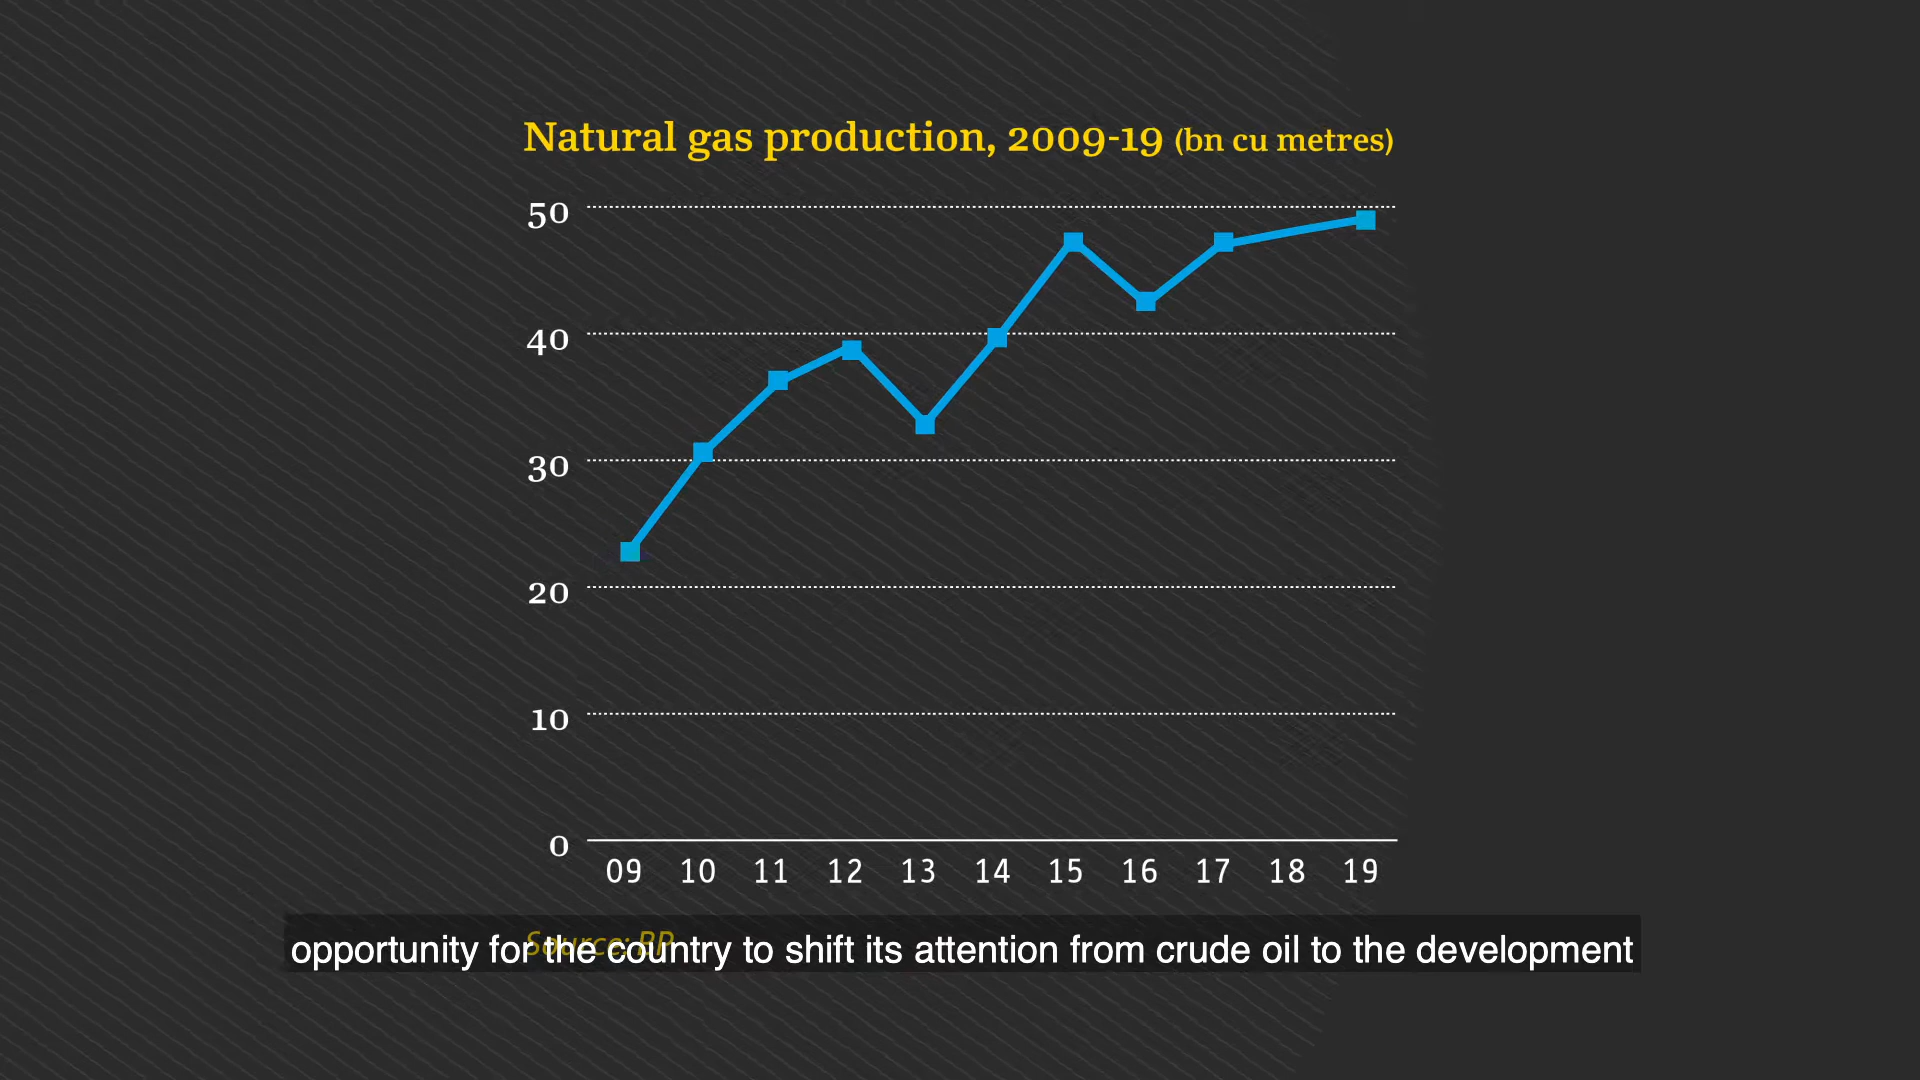 Natural gas production, 2009-19 (bn cu metres)
50
40
30
20
10
0
09 10 11 12 13 14 15 16 17 18 19
Source: BP
opportunity for the country to shift its attention from crude oil to the development